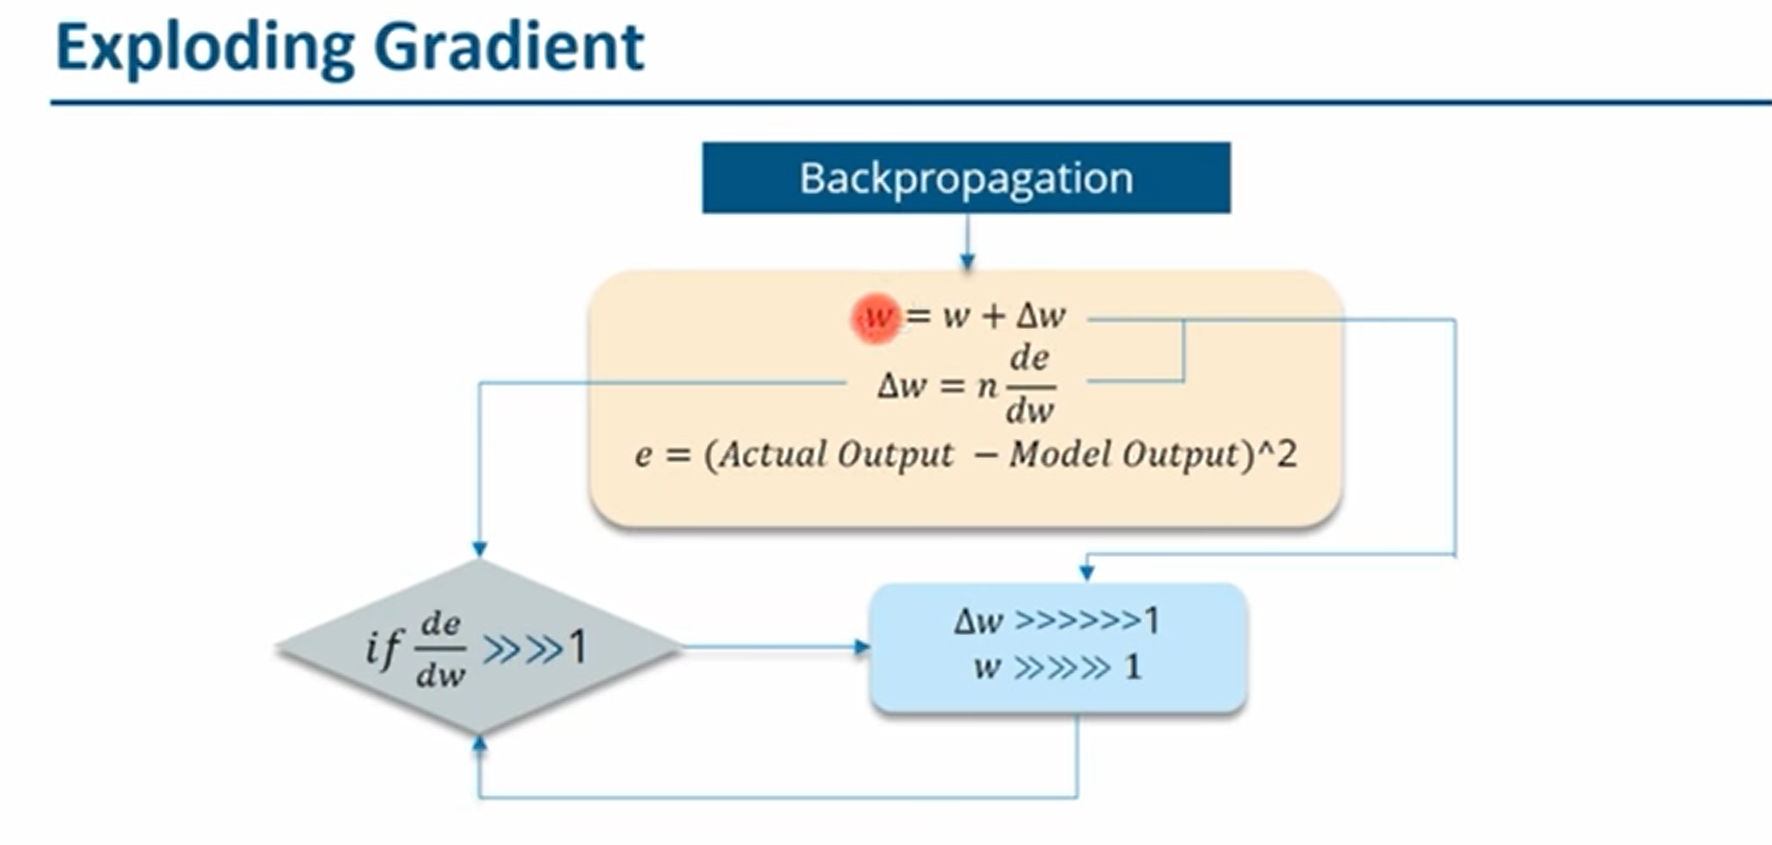 Exploding Gradient
Backpropagation
w = w + Δw
Δw = n de/dw
e = (Actual Output − Model Output)^2
if de/dw ≫≫1
Δw >>>>>>1
w ≫≫≫ 1